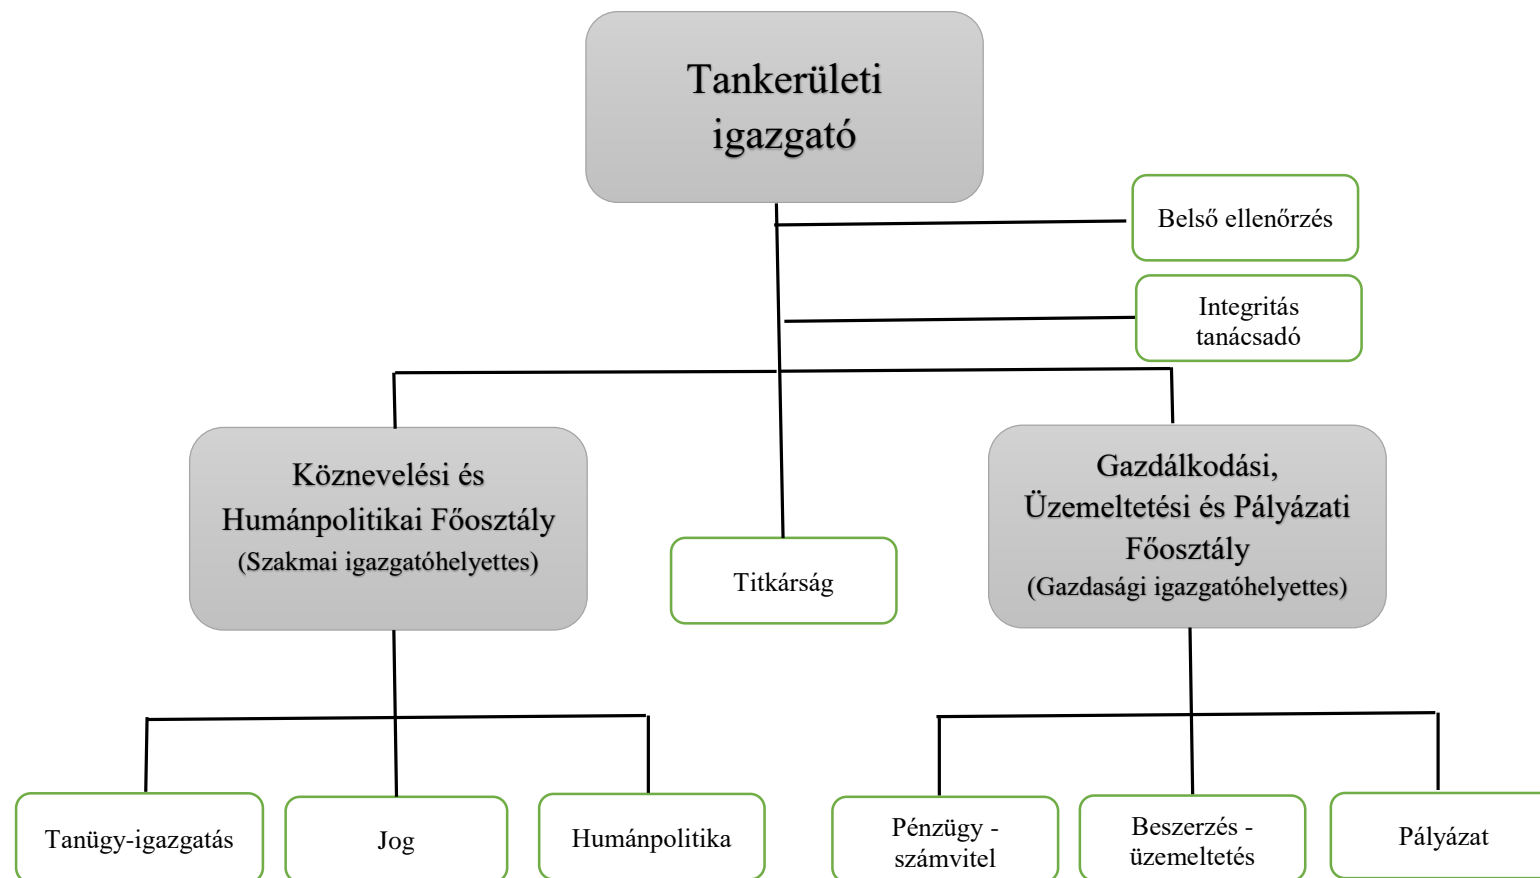 Tankerületi
igazgató
Belső ellenőrzés
Integritás
tanácsadó
Köznevelési és
Humánpolitikai Főosztály
(Szakmai igazgatóhelyettes)
Titkárság
Gazdálkodási,
Üzemeltetési és Pályázati
Főosztály
(Gazdasági igazgatóhelyettes)
Tanügy-igazgatás
Jog
Humánpolitika
Pénzügy -
számvitel
Beszerzés -
üzemeltetés
Pályázat